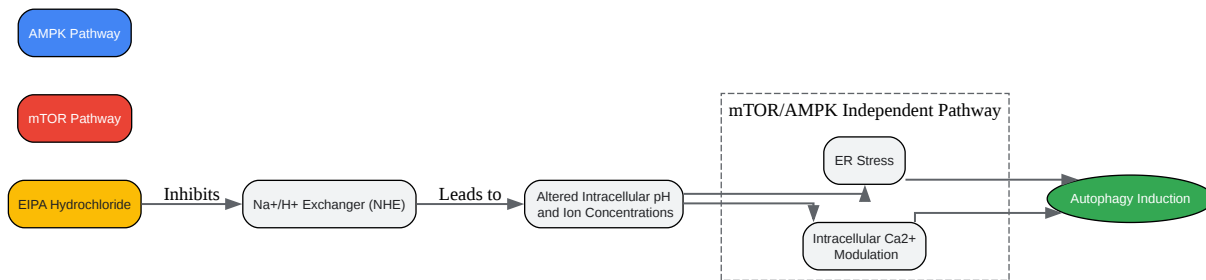 AMPK Pathway
mTOR Pathway
EIPA Hydrochloride
Inhibits
Na+/H+ Exchanger (NHE)
Leads to
Altered Intracellular pH
and Ion Concentrations
mTOR/AMPK Independent Pathway
ER Stress
Intracellular Ca2+
Modulation
Autophagy Induction